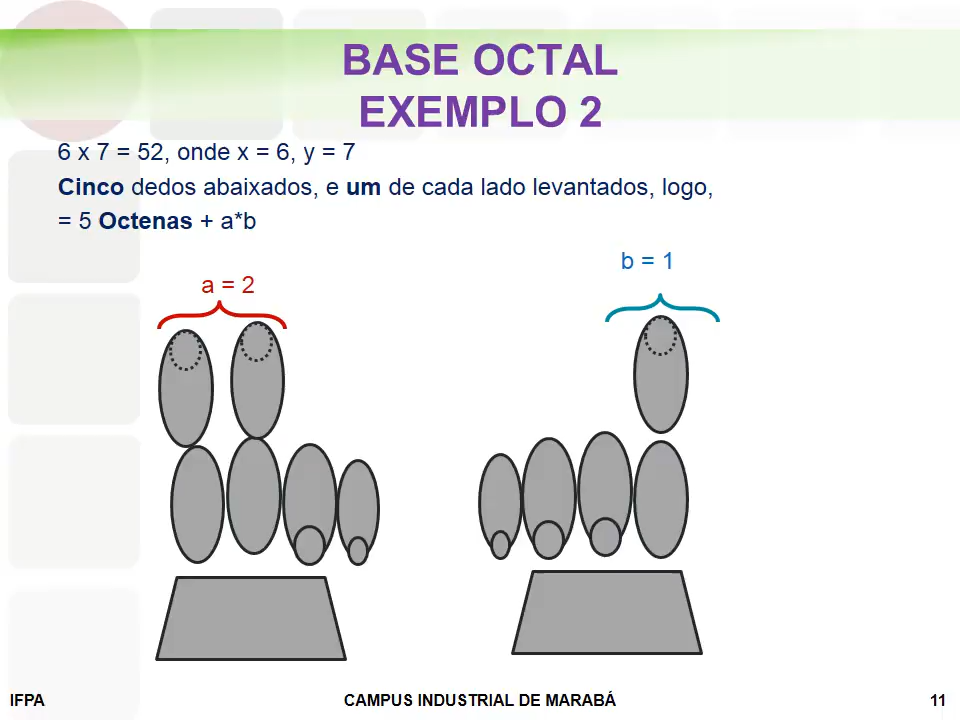 BASE OCTAL
EXEMPLO 2
6 x 7 = 52, onde x = 6, y = 7
Cinco dedos abaixados, e um de cada lado levantados, logo,
= 5 Octenas + a*b
b = 1
a = 2
IFPA
CAMPUS INDUSTRIAL DE MARABÁ
11